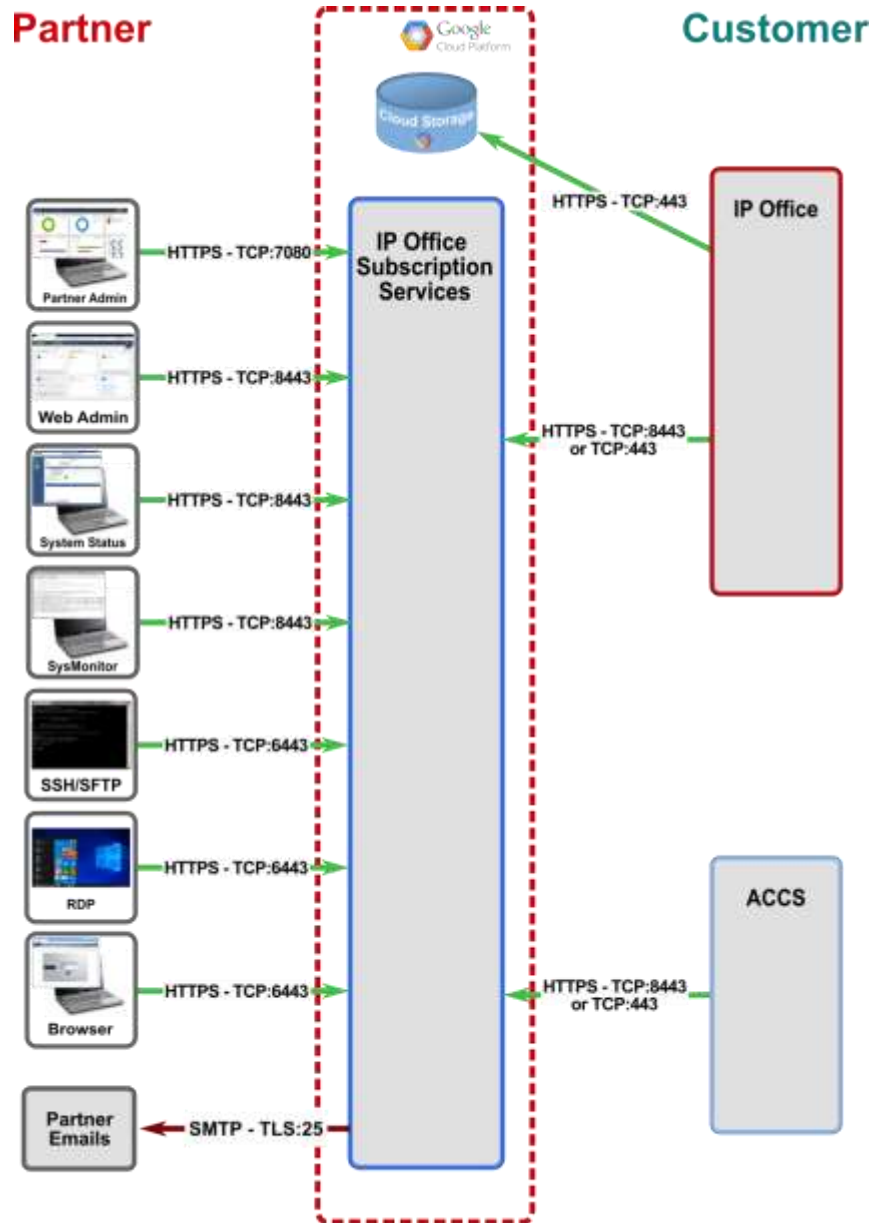 Partner
Google
Cloud Platform
Customer
Cloud Storage
HTTPS - TCP:443
IP Office
IP Office
Subscription
Services
Partner Admin
HTTPS - TCP:7080
Web Admin
HTTPS - TCP:8443
HTTPS - TCP:8443
or TCP:443
System Status
HTTPS - TCP:8443
SysMonitor
HTTPS - TCP:8443
SSH/SFTP
HTTPS - TCP:6443
RDP
HTTPS - TCP:6443
ACCS
Browser
HTTPS - TCP:6443
HTTPS - TCP:8443
or TCP:443
Partner
Emails
SMTP - TLS:25